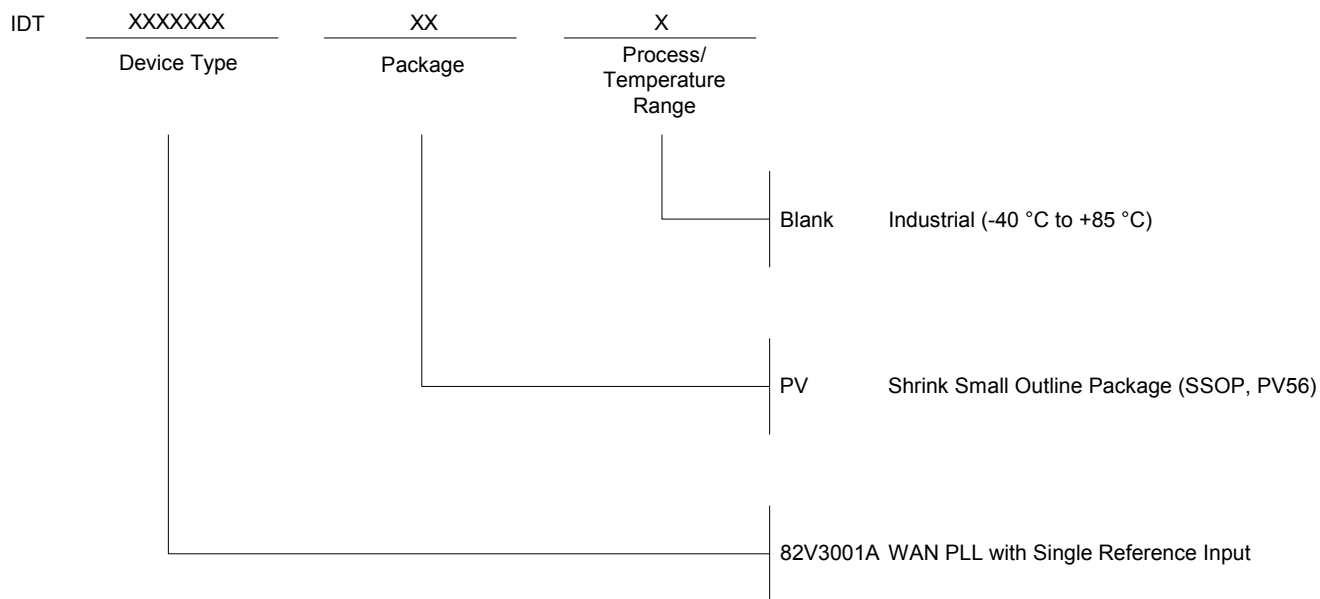 IDT XXXXXXX XX X
Device Type Package Process/
Temperature
Range
Blank Industrial (-40 °C to +85 °C)
PV Shrink Small Outline Package (SSOP, PV56)
82V3001A WAN PLL with Single Reference Input